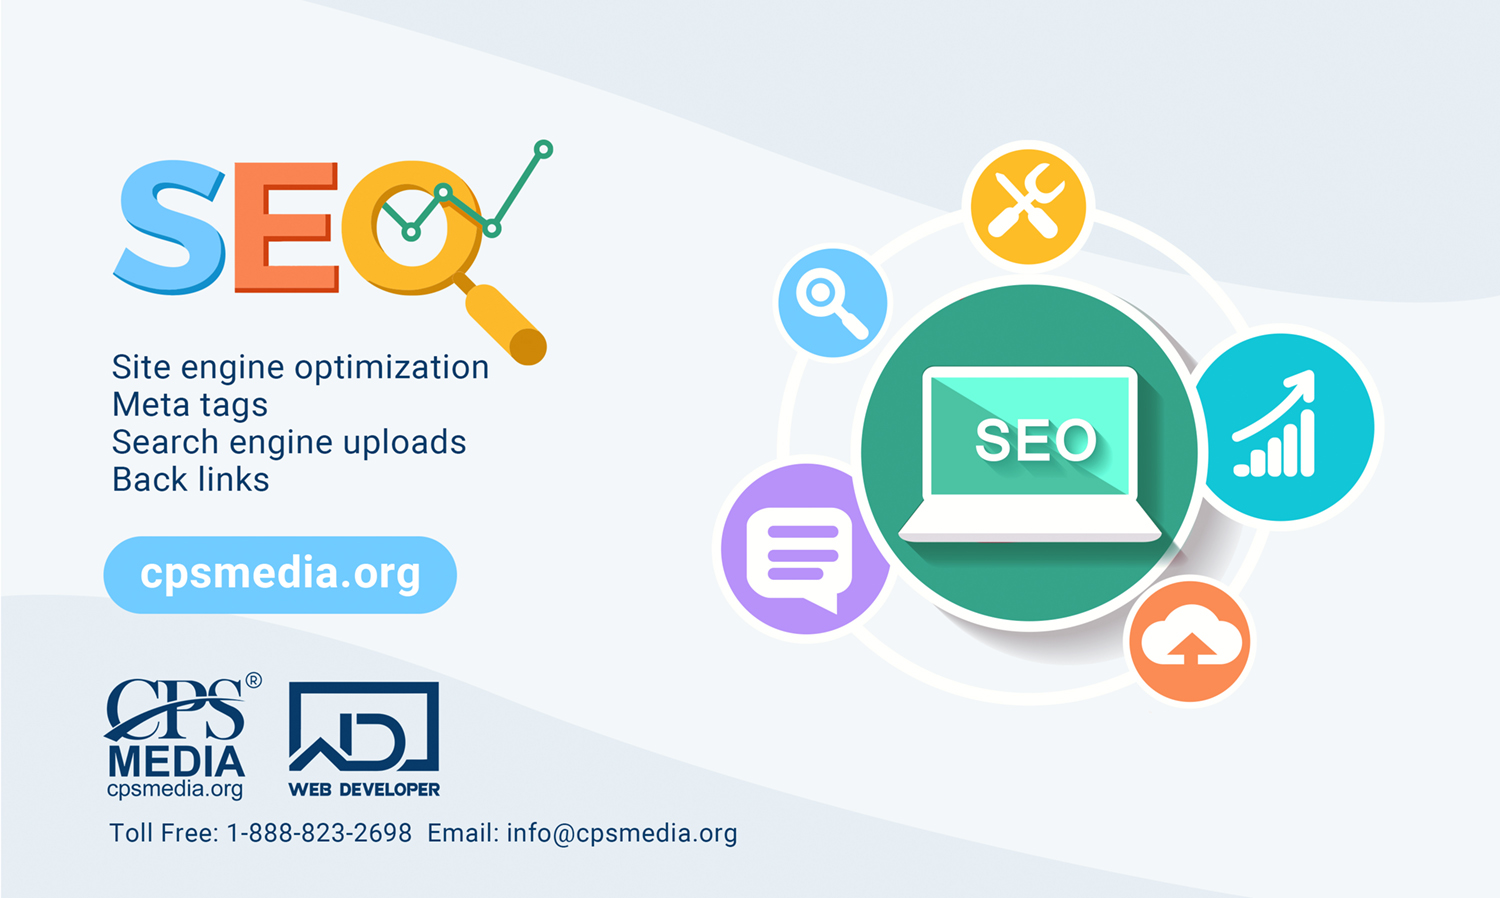 SEO
Site engine optimization
Meta tags
Search engine uploads
Back links
cpsmedia.org
CPS®
MEDIA
cpsmedia.org
WD
WEB DEVELOPER
Toll Free: 1-888-823-2698 Email: info@cpsmedia.org
SEO